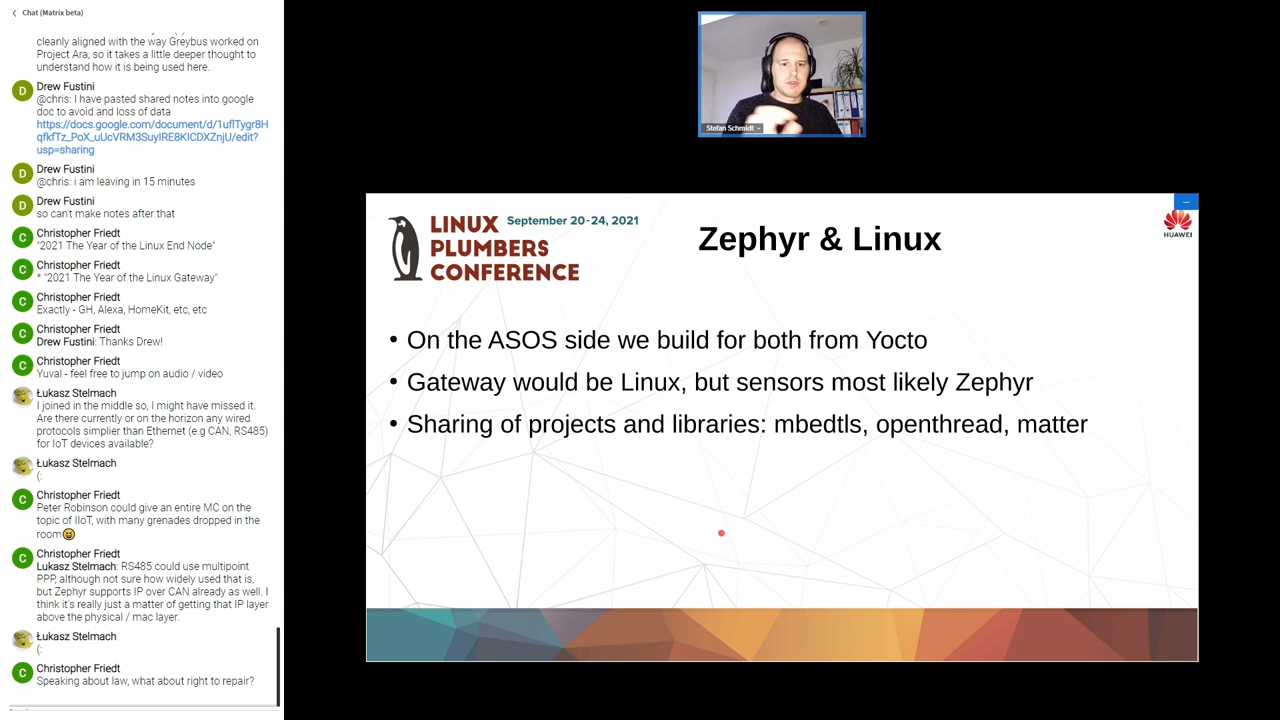 Chat (Matrix beta)
cleanly aligned with the way Greybus worked on
Project Ara, so it takes a little deeper thought to
understand how it is being used here.
D
Drew Fustini
@chris: I have pasted shared notes into google
doc to avoid and loss of data
https://docs.google.com/document/d/1uflTygr8H
qfkfTz_PoX_uUcVRM3SuyIRE8KICDXZnjU/edit?
usp=sharing
D
Drew Fustini
@chris: i am leaving in 15 minutes
D
Drew Fustini
so can't make notes after that
C
Christopher Friedt
"2021 The Year of the Linux End Node"
C
Christopher Friedt
* "2021 The Year of the Linux Gateway"
C
Christopher Friedt
Exactly - GH, Alexa, HomeKit, etc, etc
C
Christopher Friedt
Drew Fustini: Thanks Drew!
C
Christopher Friedt
Yuval - feel free to jump on audio / video
Łukasz Stelmach
I joined in the middle so, I might have missed it.
Are there currently or on the horizon any wired
protocols simplier than Ethernet (e.g CAN, RS485)
for IoT devices available?
Łukasz Stelmach
(:
C
Christopher Friedt
Peter Robinson could give an entire MC on the
topic of IIoT, with many grenades dropped in the
room
C
Christopher Friedt
Lukasz Stelmach: RS485 could use multipoint
PPP, although not sure how widely used that is,
but Zephyr supports IP over CAN already as well. I
think it's really just a matter of getting that IP layer
above the physical / mac layer.
Łukasz Stelmach
(:
C
Christopher Friedt
Speaking about law, what about right to repair?
Stefan Schmidt
LINUX September 20-24, 2021
PLUMBERS
CONFERENCE
Zephyr & Linux
HUAWEI
• On the ASOS side we build for both from Yocto
• Gateway would be Linux, but sensors most likely Zephyr
• Sharing of projects and libraries: mbedtls, openthread, matter